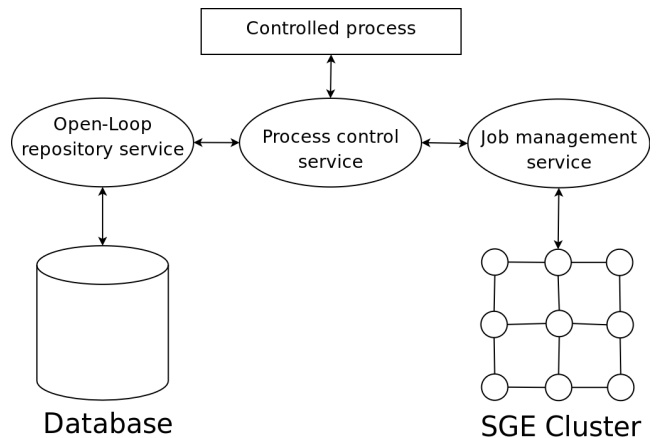 Controlled process
Open-Loop
repository service
Process control
service
Job management
service
Database
SGE Cluster